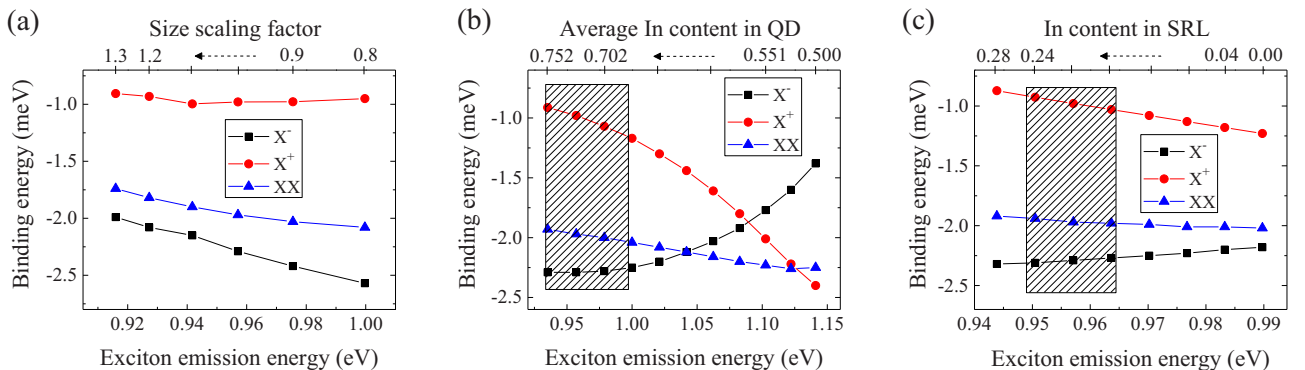 (a)
Size scaling factor
1.3 1.2 0.9 0.8
-1.0
-1.5
-2.0
-2.5
Binding energy (meV)
X⁻
X⁺
XX
0.92 0.94 0.96 0.98 1.00
Exciton emission energy (eV)
(b)
Average In content in QD
0.752 0.702 0.551 0.500
-1.0
-1.5
-2.0
-2.5
Binding energy (meV)
X⁻
X⁺
XX
0.95 1.00 1.05 1.10 1.15
Exciton emission energy (eV)
(c)
In content in SRL
0.28 0.24 0.04 0.00
-1.0
-1.5
-2.0
-2.5
Binding energy (meV)
X⁻
X⁺
XX
0.94 0.95 0.96 0.97 0.98 0.99
Exciton emission energy (eV)